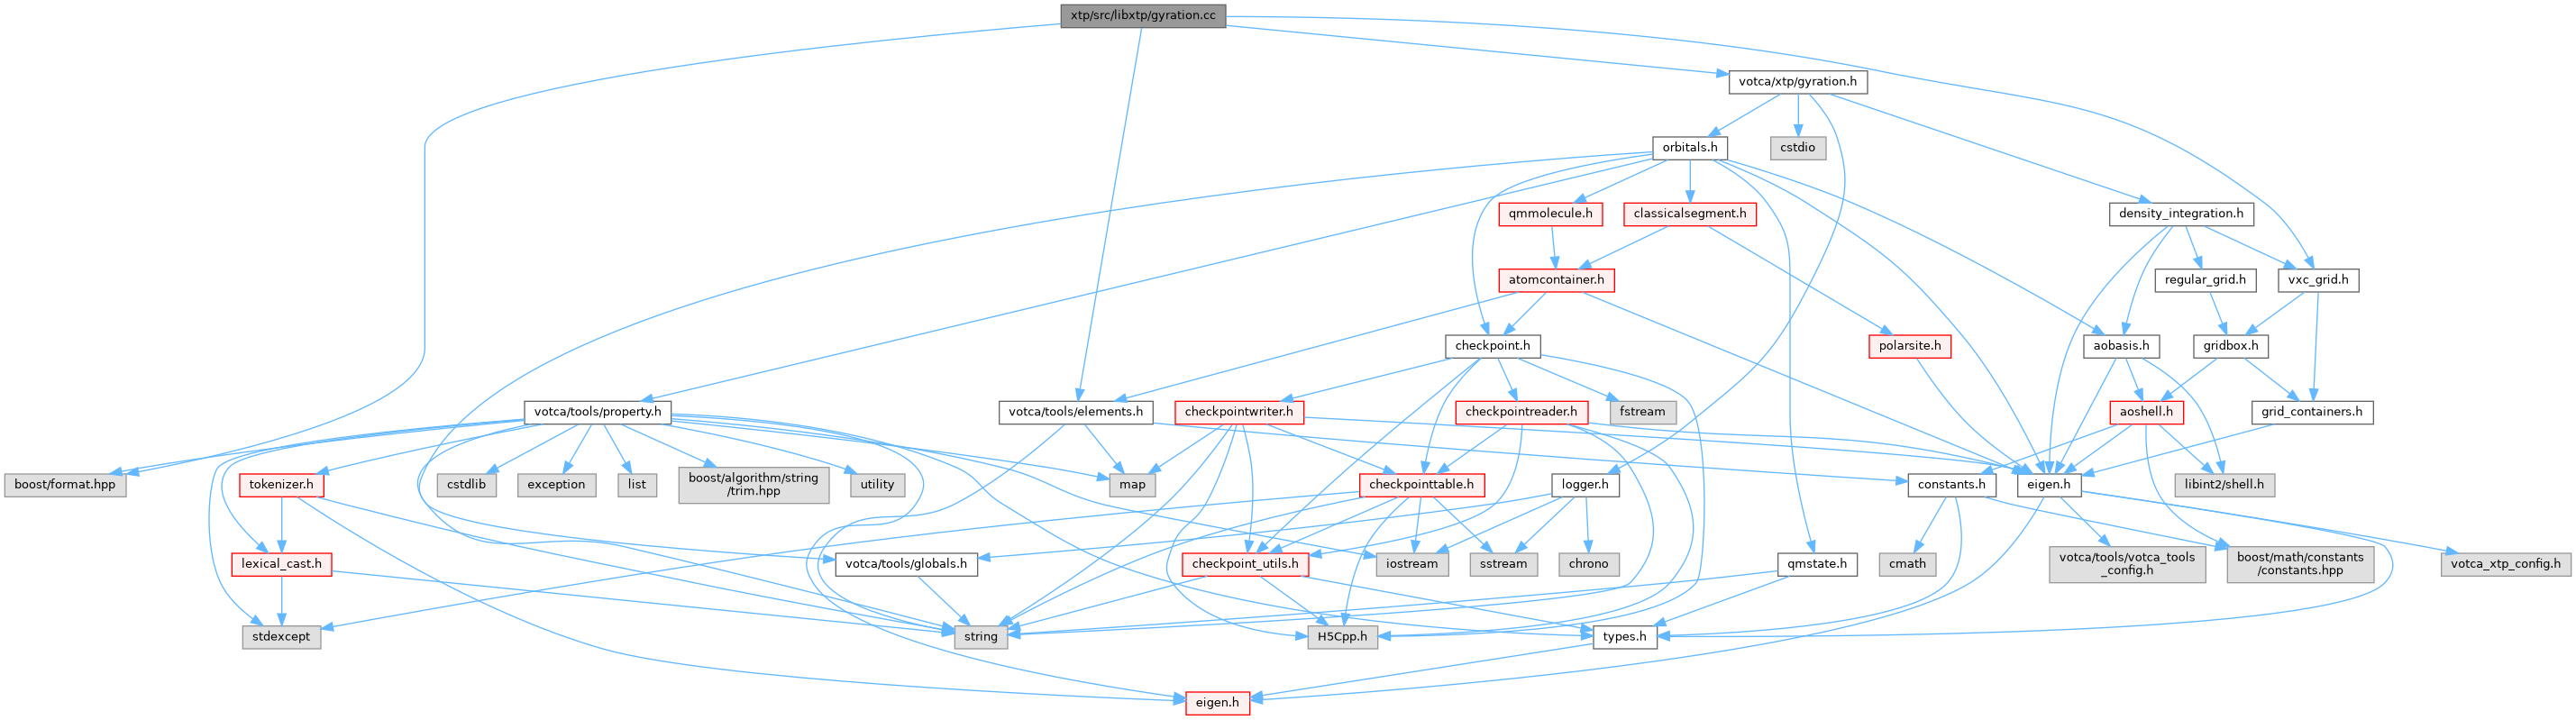 xtp/src/libxtp/gyration.cc
votca/xtp/gyration.h
orbitals.h
cstdio
qmmolecule.h
classicalsegment.h
density_integration.h
atomcontainer.h
regular_grid.h
vxc_grid.h
checkpoint.h
polarsite.h
aobasis.h
gridbox.h
votca/tools/property.h
votca/tools/elements.h
checkpointwriter.h
checkpointreader.h
fstream
aoshell.h
grid_containers.h
boost/format.hpp
tokenizer.h
cstdlib
exception
list
boost/algorithm/string
/trim.hpp
utility
map
checkpointtable.h
logger.h
constants.h
eigen.h
libint2/shell.h
lexical_cast.h
votca/tools/globals.h
checkpoint_utils.h
iostream
sstream
chrono
qmstate.h
cmath
votca/tools/votca_tools
_config.h
boost/math/constants
/constants.hpp
votca_xtp_config.h
stdexcept
string
H5Cpp.h
types.h
eigen.h